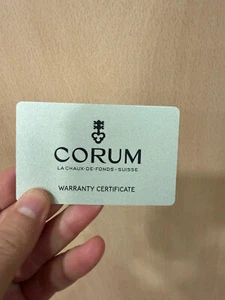 CORUM
LA CHAUX-DE-FONDS • SUISSE
WARRANTY CERTIFICATE